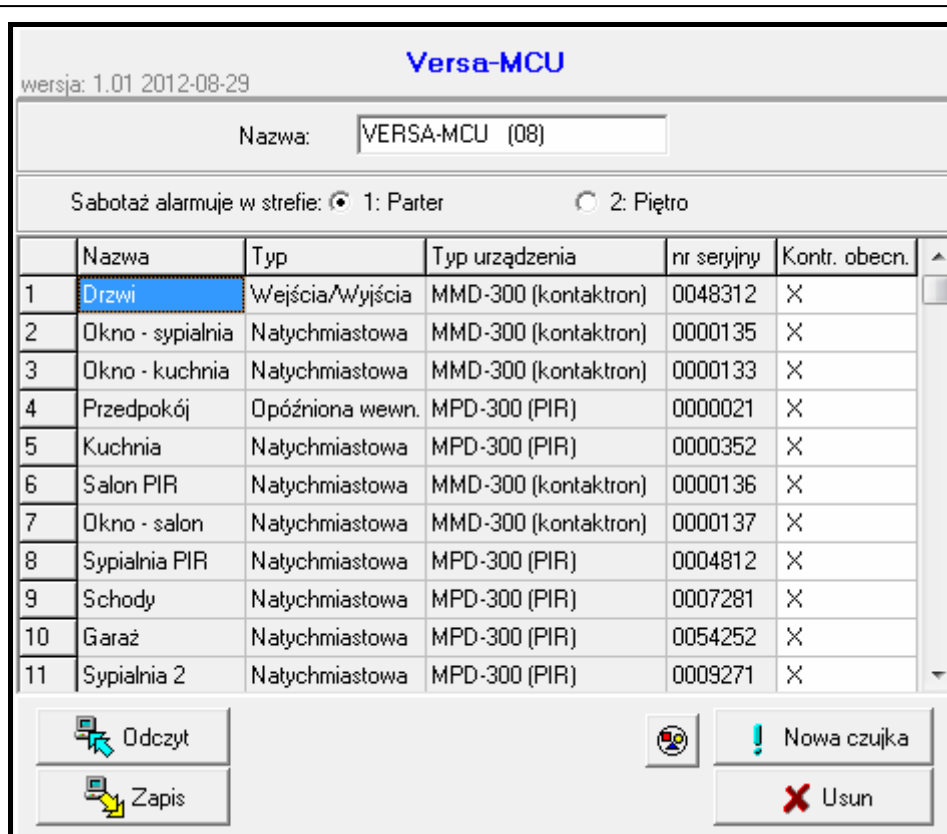 Versa-MCU
wersja: 1.01 2012-08-29
Nazwa: VERSA-MCU (08)
Sabotaż alarmuje w strefie: 1: Parter 2: Piętro
Nazwa Typ Typ urządzenia nr seryjny Kontr. obecn.
1 Drzwi Wejścia/Wyjścia MMD-300 (kontaktron) 0048312 X
2 Okno - sypialnia Natychmiastowa MMD-300 (kontaktron) 0000135 X
3 Okno - kuchnia Natychmiastowa MMD-300 (kontaktron) 0000133 X
4 Przedpokój Opóźniona wewn. MPD-300 (PIR) 0000021 X
5 Kuchnia Natychmiastowa MPD-300 (PIR) 0000352 X
6 Salon PIR Natychmiastowa MMD-300 (kontaktron) 0000136 X
7 Okno - salon Natychmiastowa MMD-300 (kontaktron) 0000137 X
8 Sypialnia PIR Natychmiastowa MPD-300 (PIR) 0004812 X
9 Schody Natychmiastowa MPD-300 (PIR) 0007281 X
10 Garaż Natychmiastowa MPD-300 (PIR) 0054252 X
11 Sypialnia 2 Natychmiastowa MPD-300 (PIR) 0009271 X
Odczyt Nowa czujka
Zapis Usun